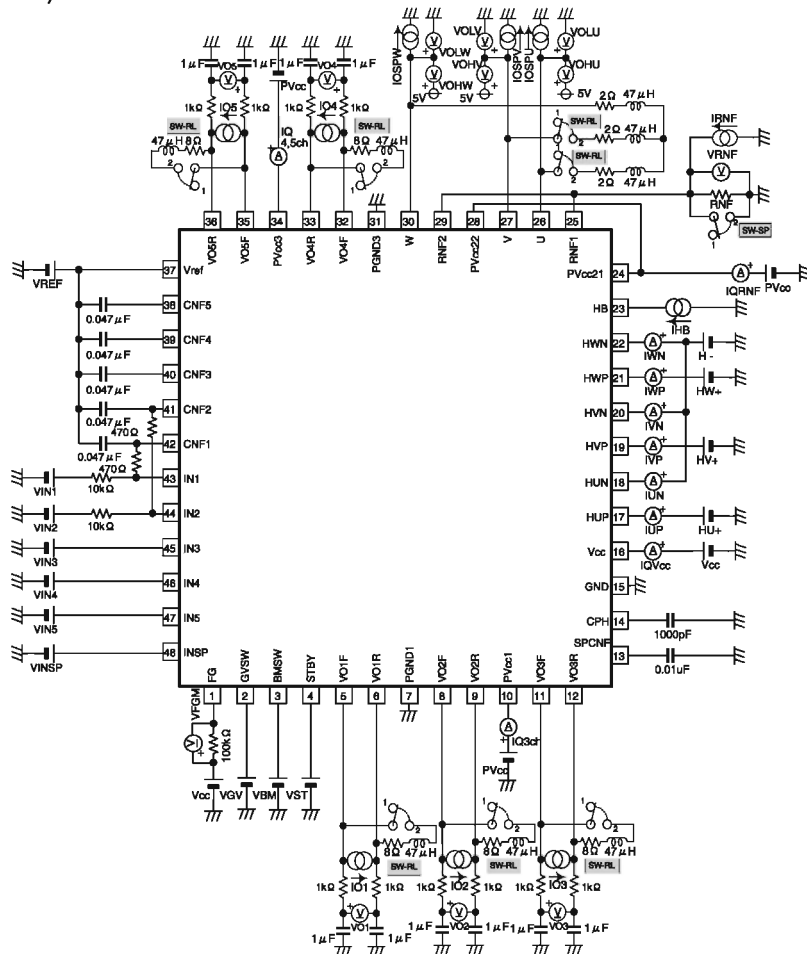 1μF VO5 1μF 1μF VO4 1μF
PVcc
1kΩ IO5 1kΩ 1kΩ IO4 1kΩ
SW-RL IQ SW-RL
47μH 8Ω 4,5ch 8Ω 47μH
2 1 2 1
IOSPW VOLV IOSPV IOSPU VOLU
VOLW VOHV VOHU
VOHW
5V 5V 5V
2Ω 47μH
1 SW-RL
2 2Ω 47μH
1 SW-RL
2 2Ω 47μH
IRNF
VRNF
RNF
2 1 SW-SP
36 35 34 33 32 31 30 29 28 27 26 25
VO5R VO5F PVcc3 VO4R VO4F PGND3 W RNF2 PVcc22 V U RNF1
VREF 37 Vref
38 CNF5
0.047μF
39 CNF4
0.047μF
40 CNF3
0.047μF
41 CNF2
0.047μF
470Ω
42 CNF1
0.047μF 470Ω
VIN1 10kΩ 43 IN1
VIN2 10kΩ 44 IN2
VIN3 45 IN3
VIN4 46 IN4
VIN5 47 IN5
VINSP 48 INSP
PVcc21 24 IQRNF PVcc
HB 23 IHB
HWN 22 IWN H -
HWP 21 IWP HW+
HVN 20 IVN
HVP 19 IVP HV+
HUN 18 IUN
HUP 17 IUP HU+
Vcc 16 IQVcc Vcc
GND 15
CPH 14 1000pF
SPCNF 13 0.01uF
FG GVSW BMSW STBY VO1F VO1R PGND1 VO2F VO2R PVcc1 VO3F VO3R
1 2 3 4 5 6 7 8 9 10 11 12
VFGM
100kΩ
IQ3ch
PVcc
Vcc VGV VBM VST
1 2 1 2 1 2
8Ω 47μH 8Ω 47μH 8Ω 47μH
SW-RL SW-RL SW-RL
1kΩ IO1 1kΩ 1kΩ IO2 1kΩ 1kΩ IO3 1kΩ
1μF VO1 1μF 1μF VO2 1μF 1μF VO3 1μF